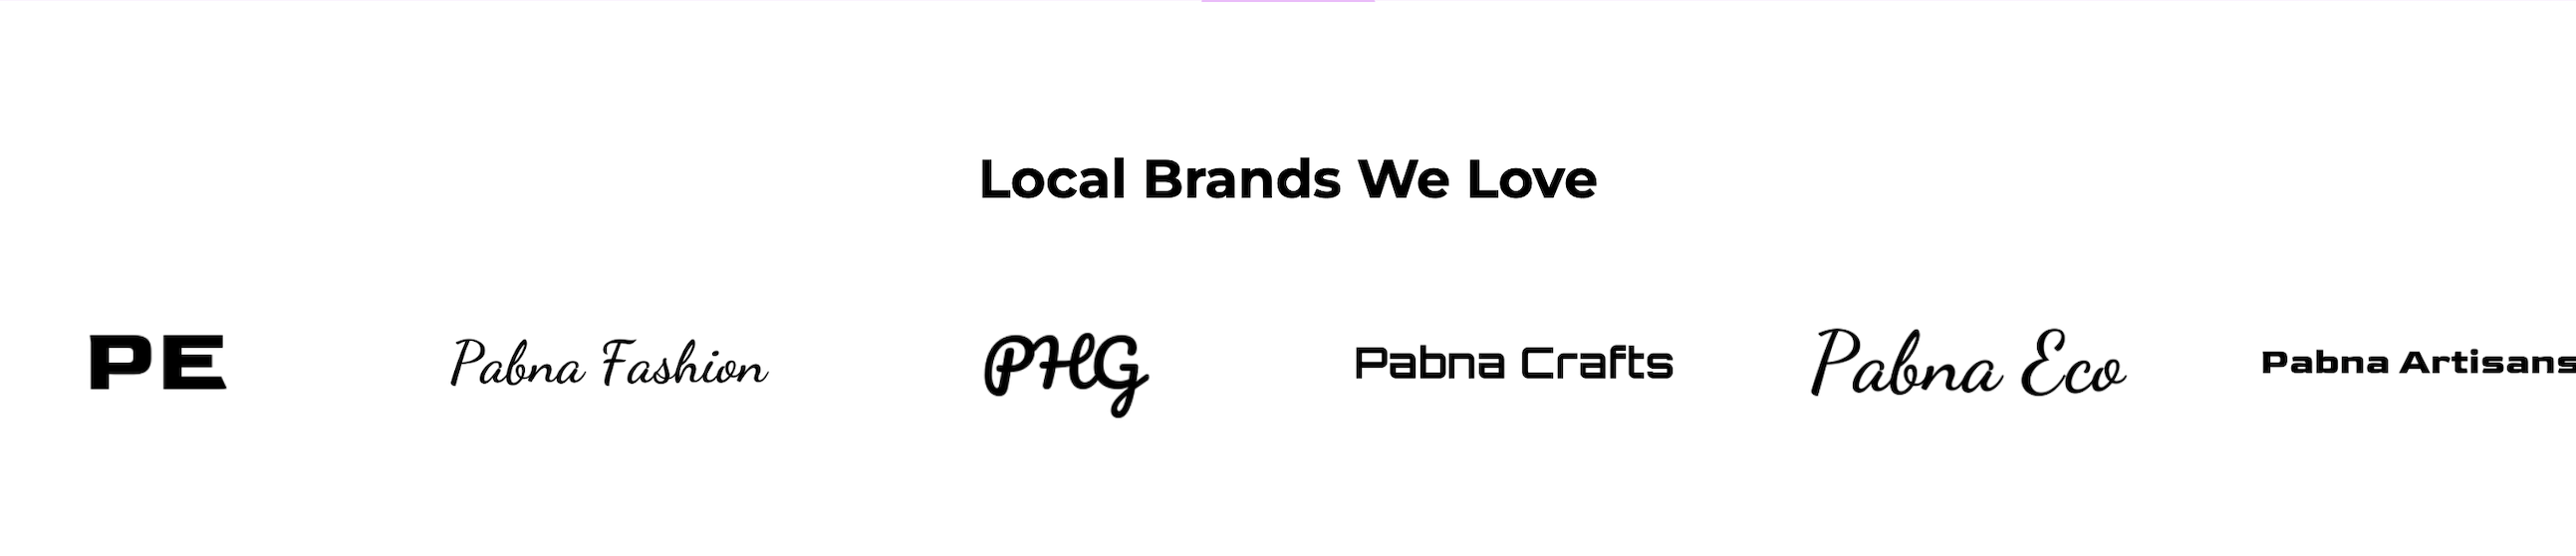 Local Brands We Love
PE Pabna Fashion PHG Pabna Crafts Pabna Eco Pabna Artisans